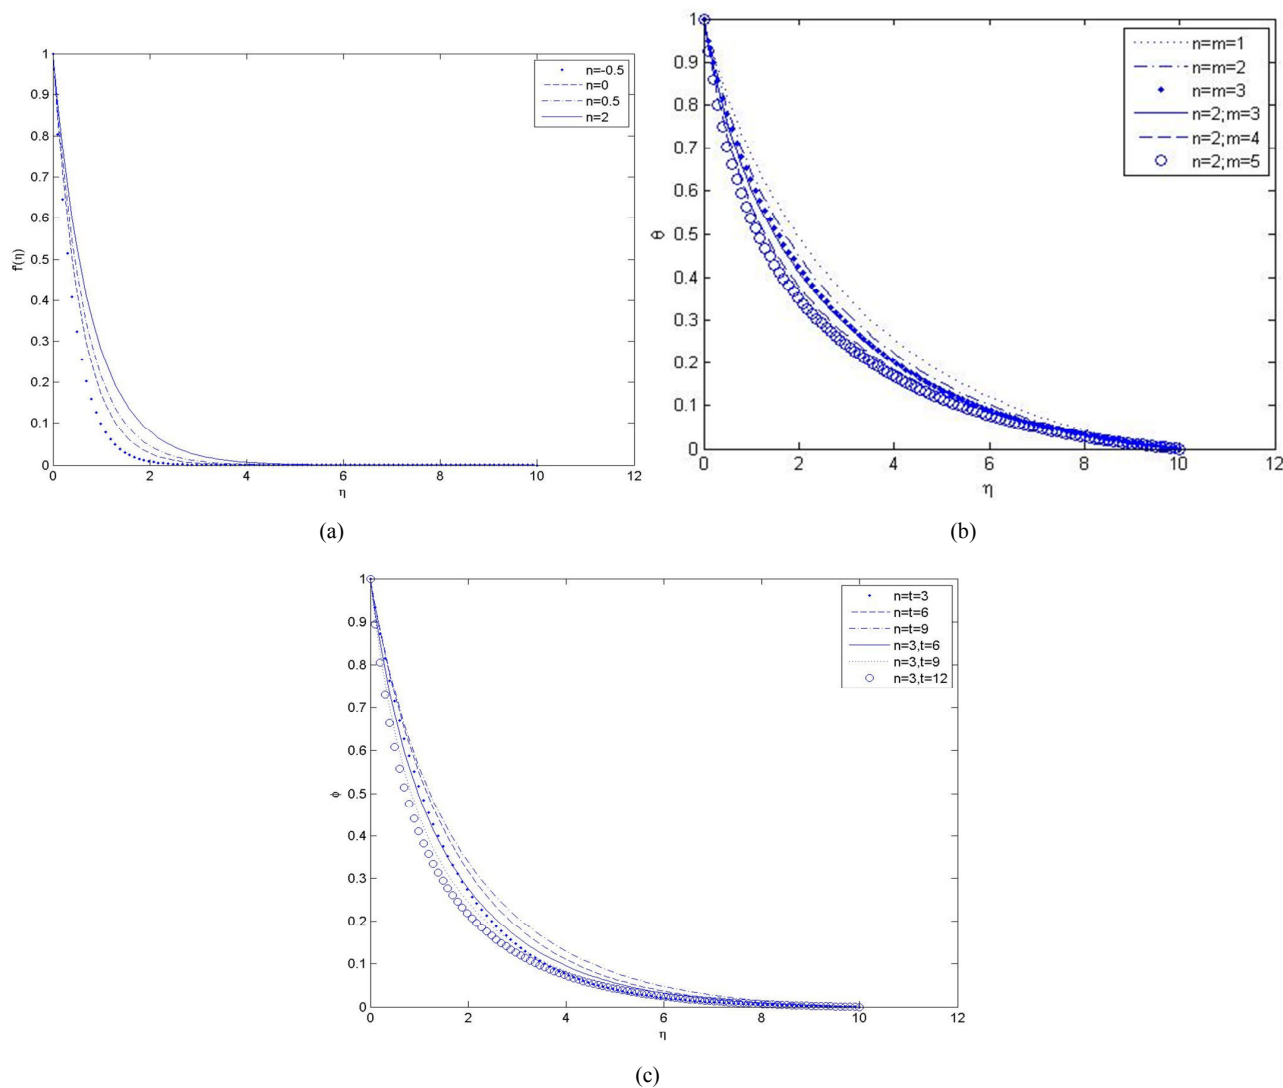 1
0.9
0.8
0.7
0.6
0.5
0.4
0.3
0.2
0.1
0
f'(η)
0 2 4 6 8 10 12
η
n=-0.5
n=0
n=0.5
n=2
(a)
1
0.9
0.8
0.7
0.6
0.5
0.4
0.3
0.2
0.1
0
θ
0 2 4 6 8 10 12
η
n=m=1
n=m=2
n=m=3
n=2;m=3
n=2;m=4
n=2;m=5
(b)
1
0.9
0.8
0.7
0.6
0.5
0.4
0.3
0.2
0.1
0
ϕ
0 2 4 6 8 10 12
η
n=t=3
n=t=6
n=t=9
n=3,t=6
n=3,t=9
n=3,t=12
(c)